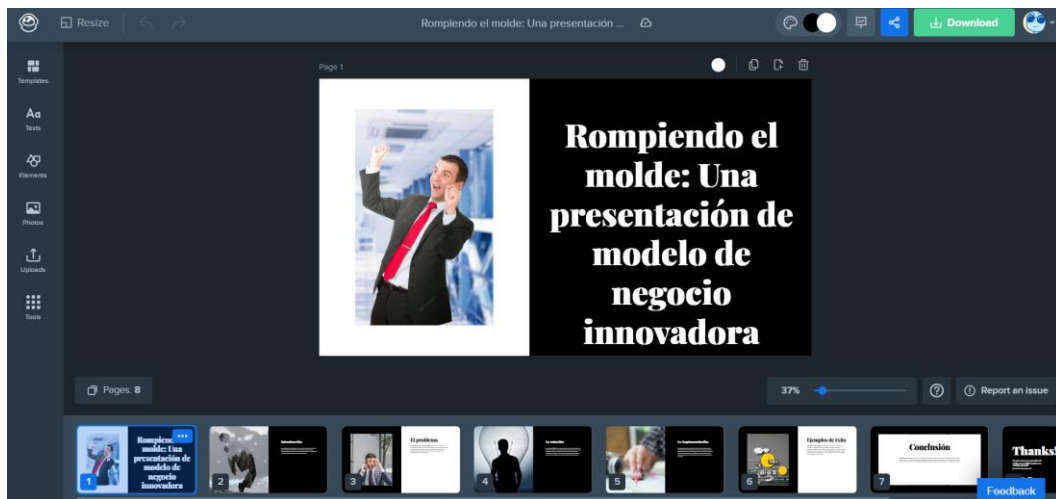 Resize
Rompiendo el molde: Una presentación ...
Download
Templates
Texts
Elements
Photos
Uploads
Tools
Page 1
Rompiendo el
molde: Una
presentación de
modelo de
negocio
innovadora
Pages: 8
37%
Report an issue
1
Rompien
molde: Una
presentación de
modelo de
negocio
innovadora
2
Introducción
3
El problema
4
La solución
5
La implementación
6
Ejemplos de éxito
7
Conclusión
Thanks!
Feedback